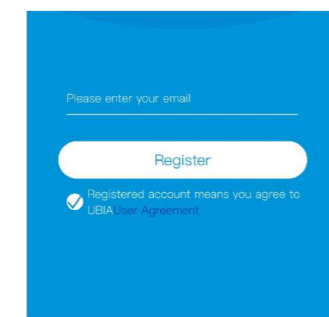 Please enter your email
Register
Registered account means you agree to
UBIAUser Agreement